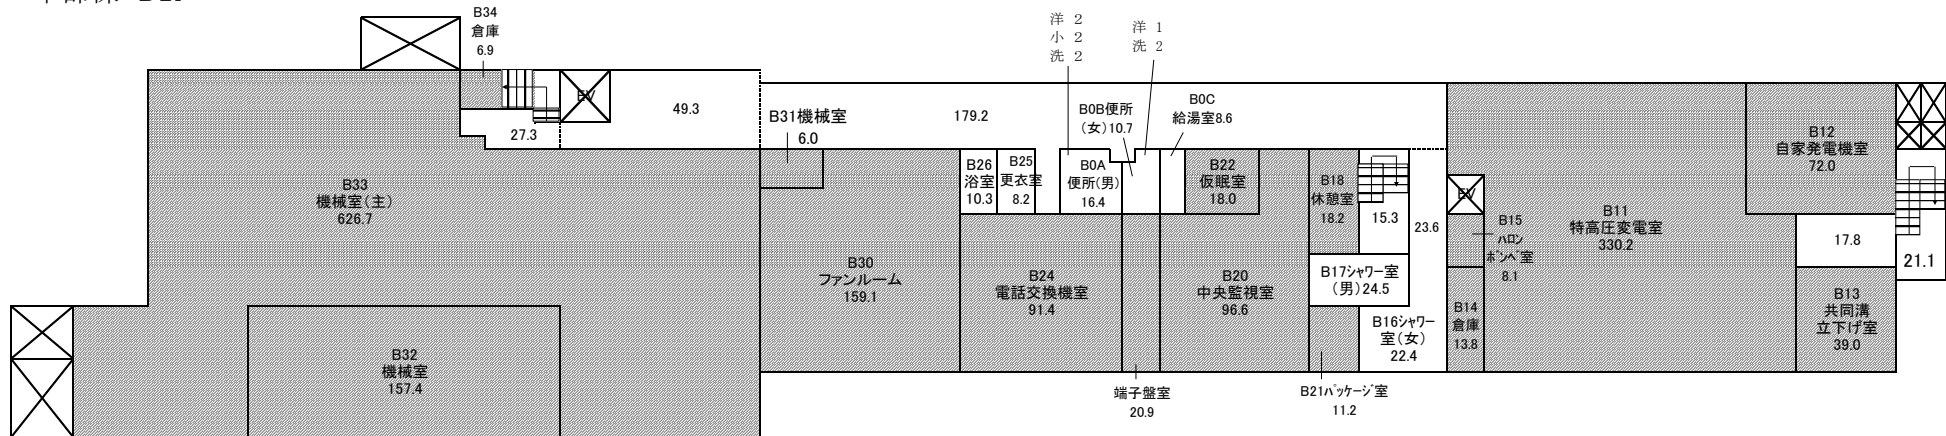 B34
倉庫
6.9
洋 2
小 2
洗 2
洋 1
洗 2
EV
49.3
27.3
B31機械室
6.0
179.2
B0B便所
(女)10.7
B0C
給湯室8.6
B12
自家発電機室
72.0
B33
機械室(主)
626.7
B26
浴室
10.3
B25
更衣室
8.2
B0A
便所(男)
16.4
B22
仮眠室
18.0
B18
休憩室
18.2
15.3
23.6
EV
B15
ハロン
ボンベ室
8.1
B11
特高圧変電室
330.2
17.8
21.1
B30
ファンルーム
159.1
B24
電話交換機室
91.4
B20
中央監視室
96.6
B17シャワー室
(男)24.5
B16シャワー
室(女)
22.4
B14
倉庫
13.8
B13
共同溝
立下げ室
39.0
B32
機械室
157.4
端子盤室
20.9
B21パッケージ室
11.2